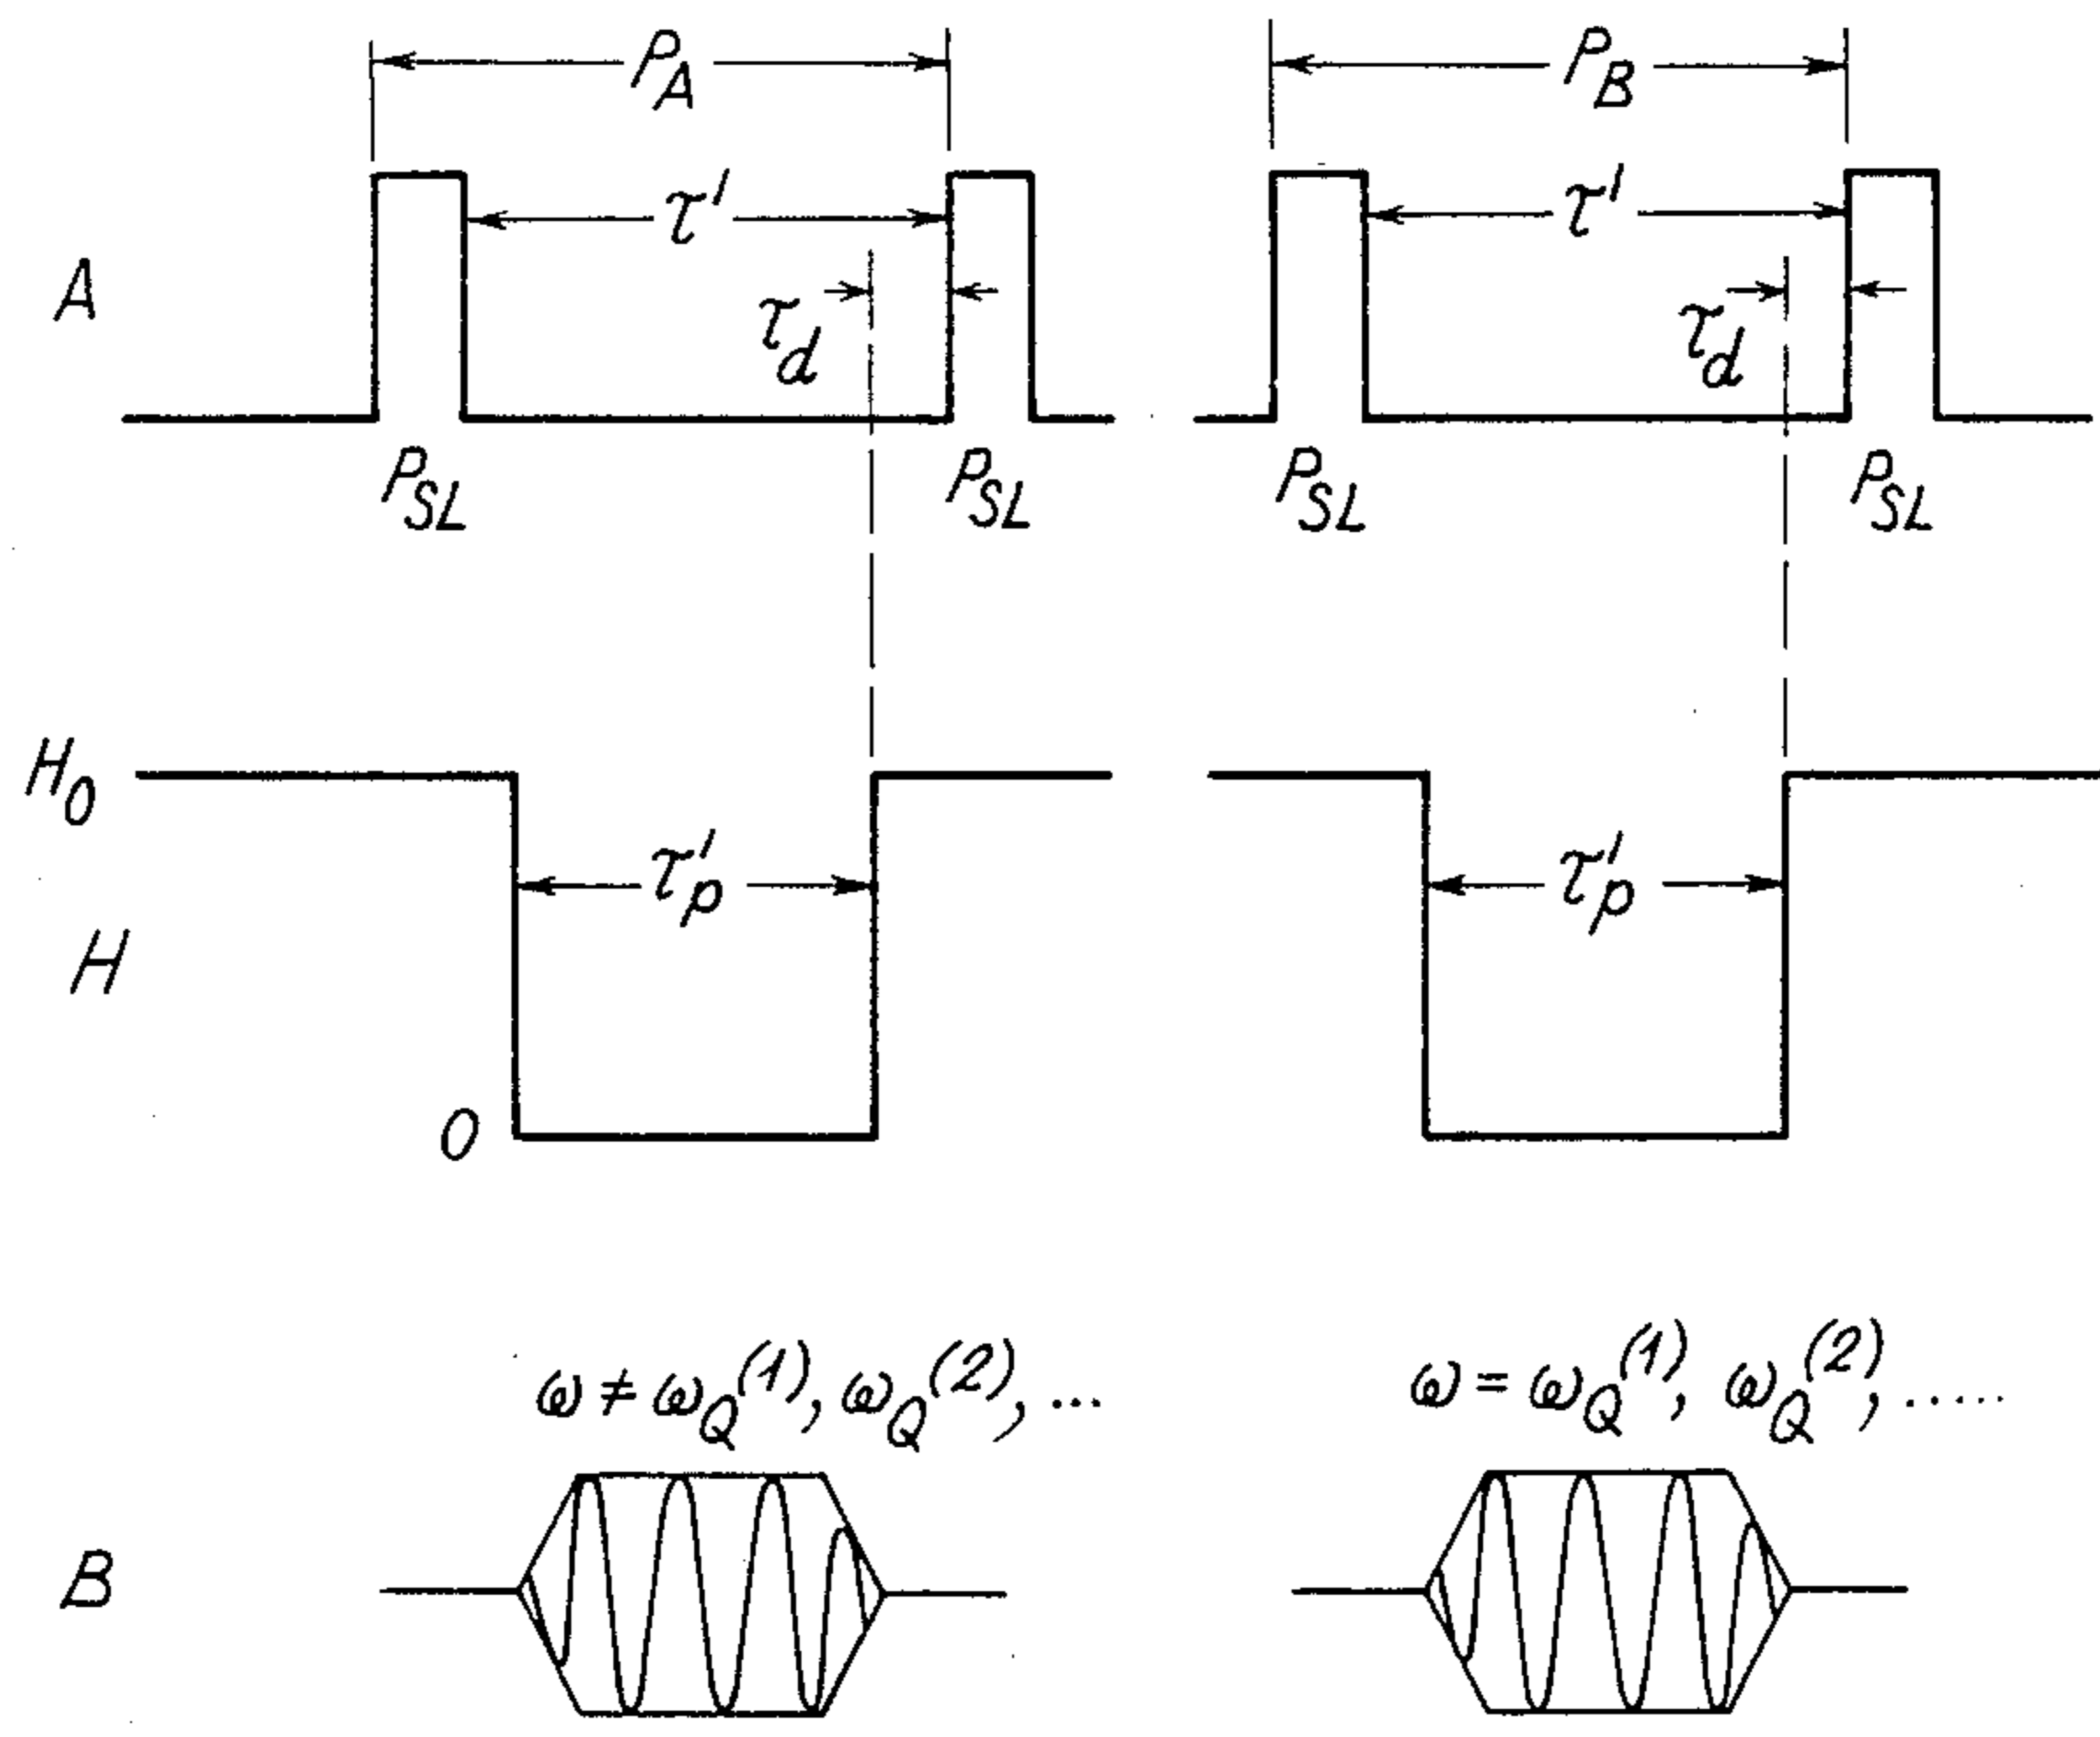 P_A P_B
τ' τ'
A τ_d τ_d
P_SL P_SL P_SL P_SL
H_0
τ'_p τ'_p
H
0
ω ≠ ω_Q^(1), ω_Q^(2), ... ω = ω_Q^(1), ω_Q^(2), .....
B